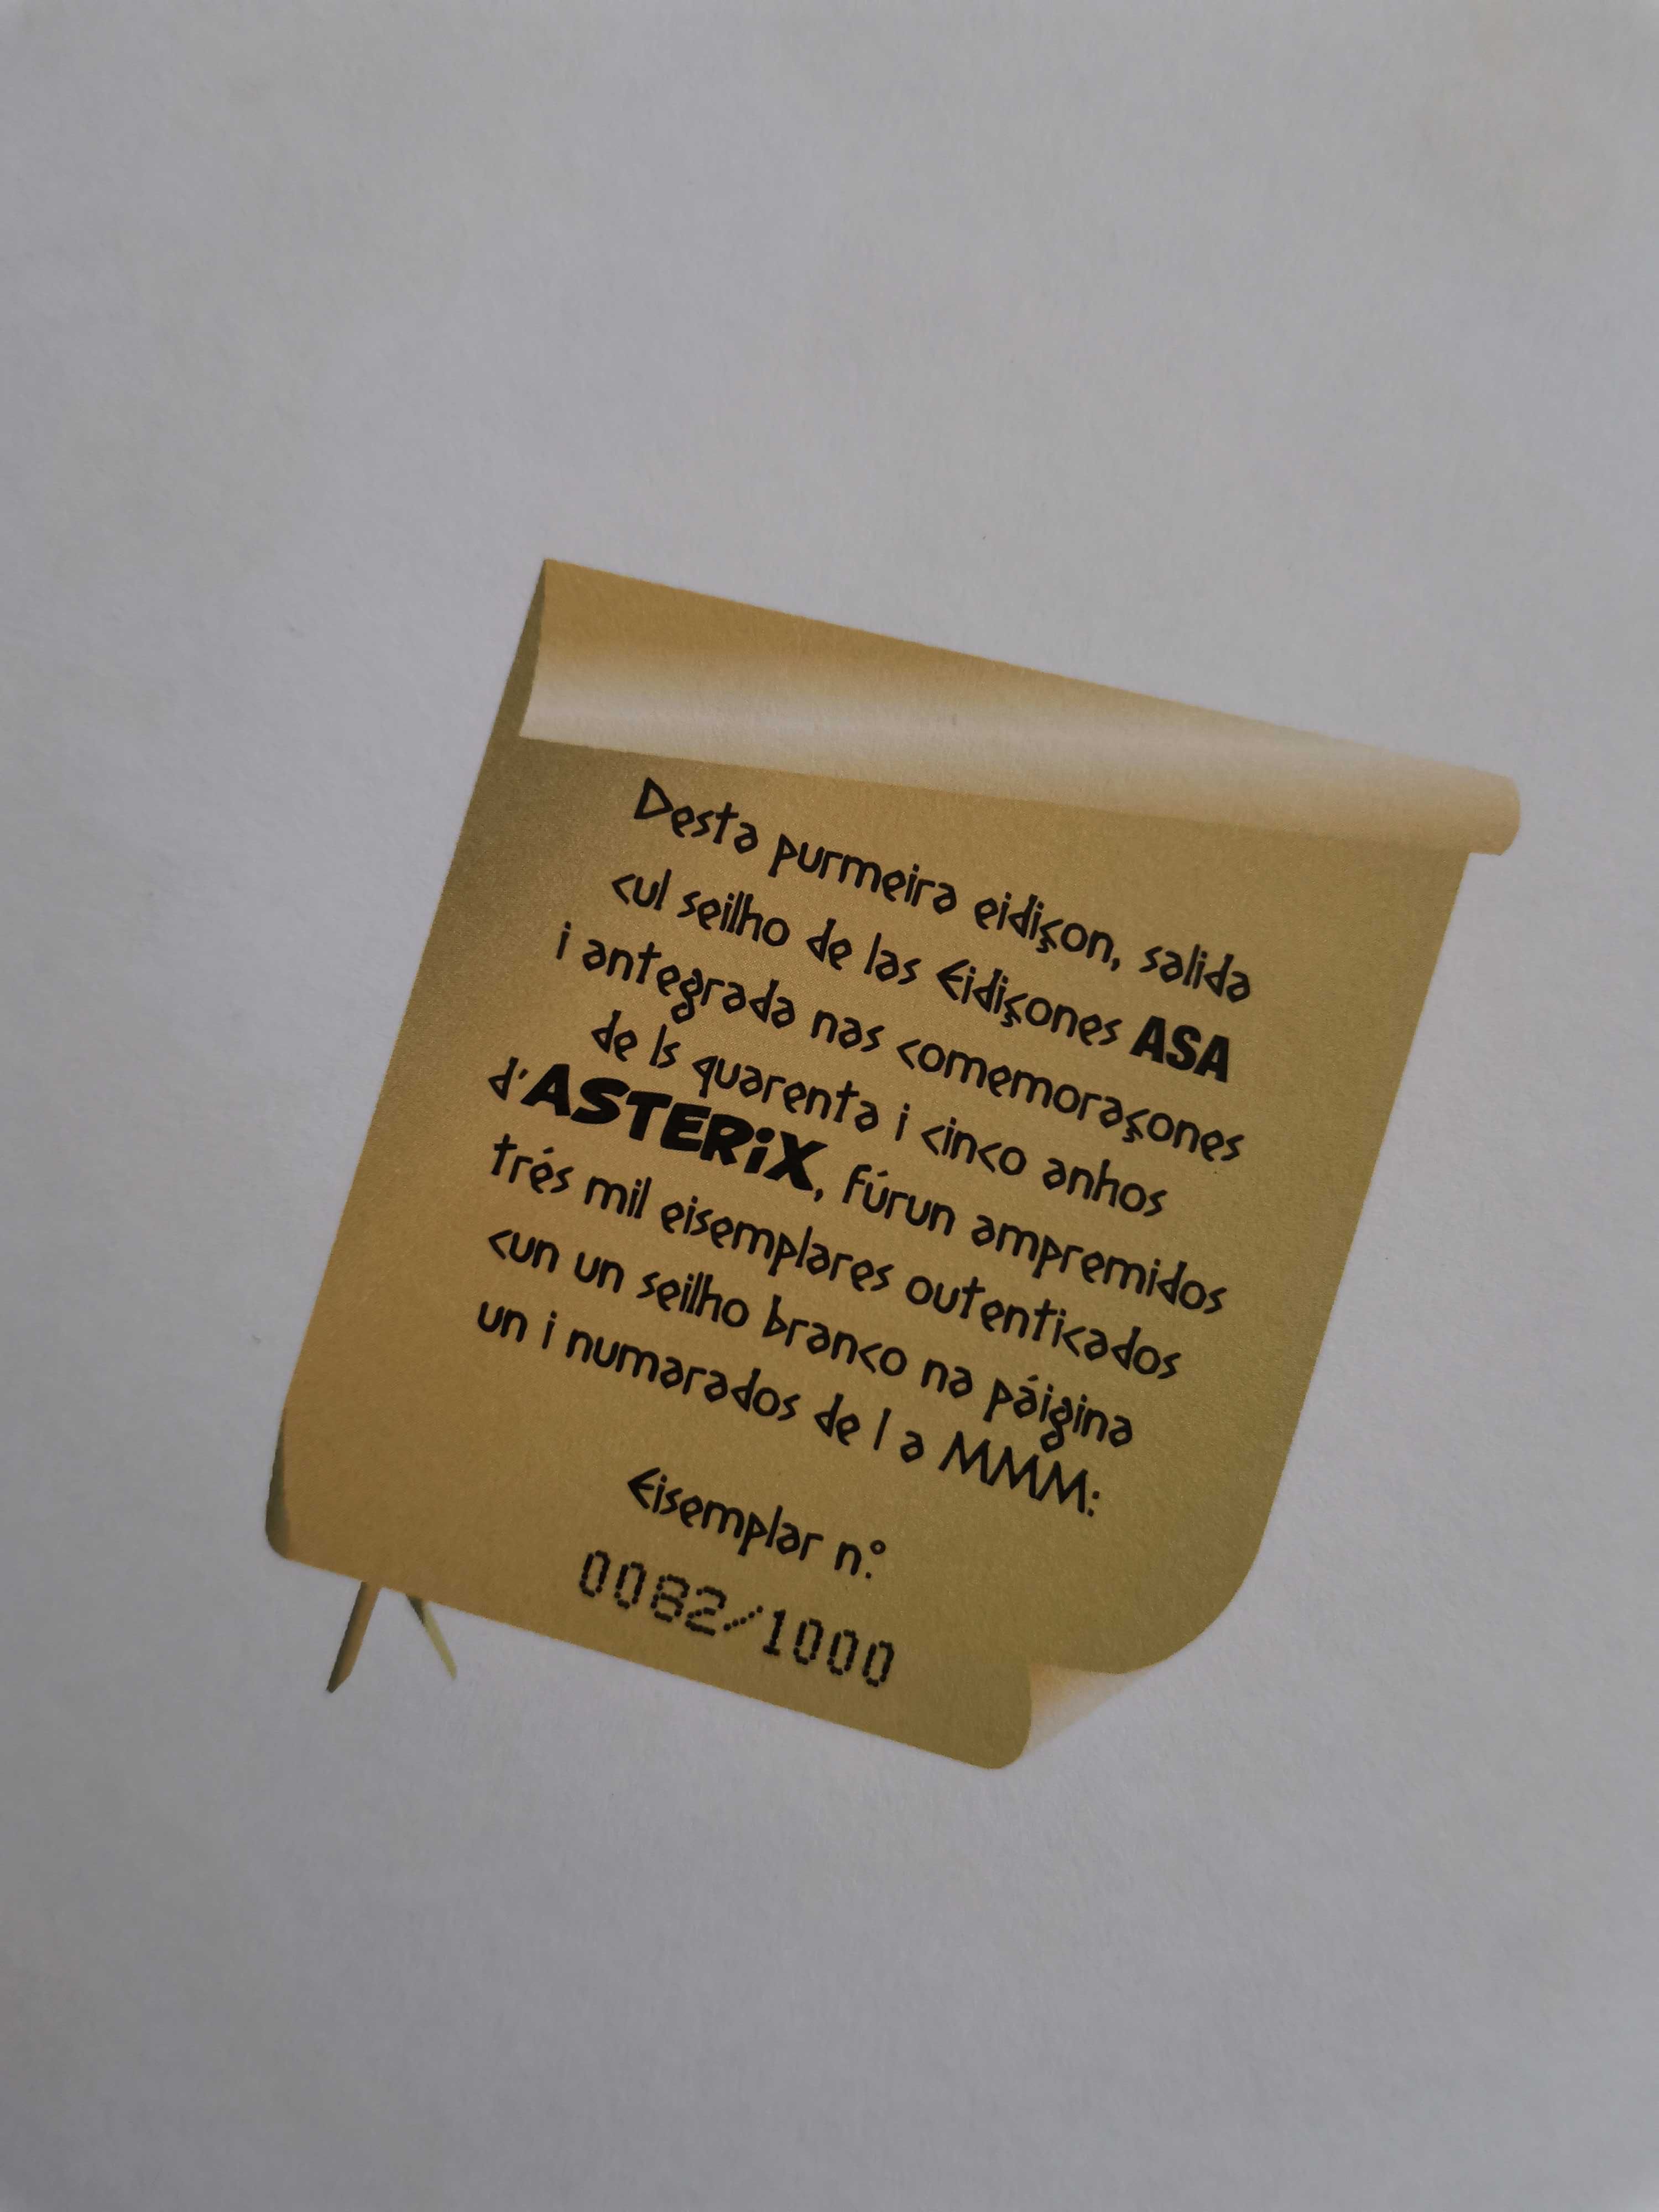 Desta purmeira eidiçon, salida
cul seilho de las Eidiçones ASA
i antegrada nas comemoraçones
de ls quarenta i cinco anhos
d'ASTERiX, fúrun ampremidos
trés mil eisemplares outenticados
cun un seilho branco na páigina
un i numarados de I a MMM:
Eisemplar n.º
0082/1000